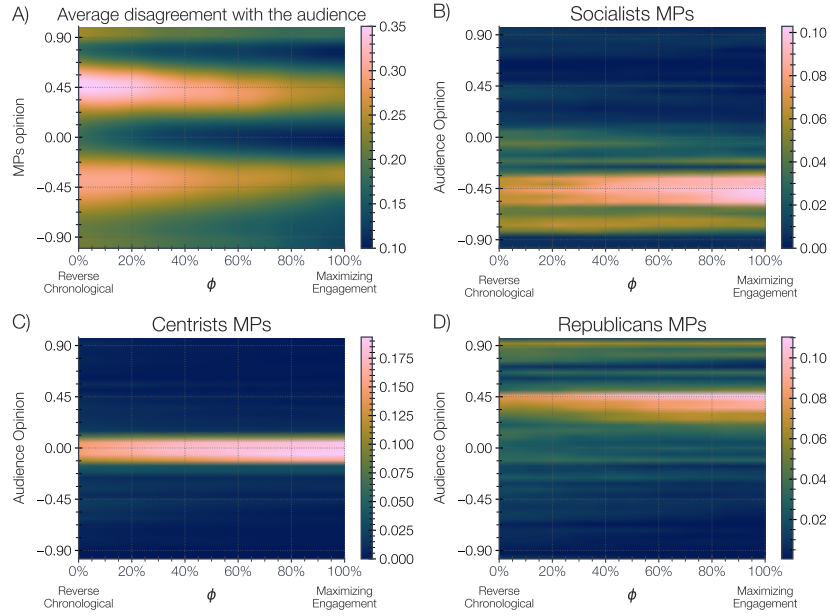 A) Average disagreement with the audience
MPs opinion
0.90
0.45
0.00
−0.45
−0.90
0% 20% 40% 60% 80% 100%
Reverse
Chronological
ϕ
Maximizing
Engagement
0.35
0.30
0.25
0.20
0.15
0.10
B) Socialists MPs
Audience Opinion
0.90
0.45
0.00
−0.45
−0.90
0% 20% 40% 60% 80% 100%
Reverse
Chronological
ϕ
Maximizing
Engagement
0.10
0.08
0.06
0.04
0.02
0.00
C) Centrists MPs
Audience Opinion
0.90
0.45
0.00
−0.45
−0.90
0% 20% 40% 60% 80% 100%
Reverse
Chronological
ϕ
Maximizing
Engagement
0.175
0.150
0.125
0.100
0.075
0.050
0.025
0.000
D) Republicans MPs
Audience Opinion
0.90
0.45
0.00
−0.45
−0.90
0% 20% 40% 60% 80% 100%
Reverse
Chronological
ϕ
Maximizing
Engagement
0.10
0.08
0.06
0.04
0.02